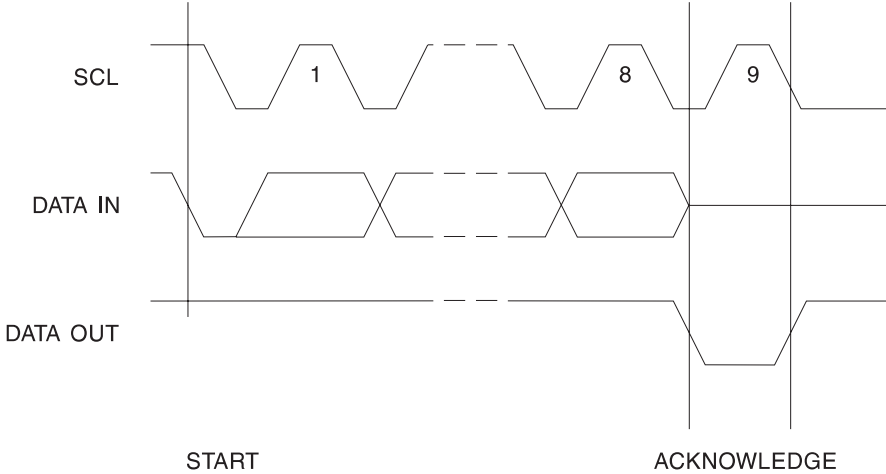 SCL
1
8
9
DATA IN
DATA OUT
START
ACKNOWLEDGE